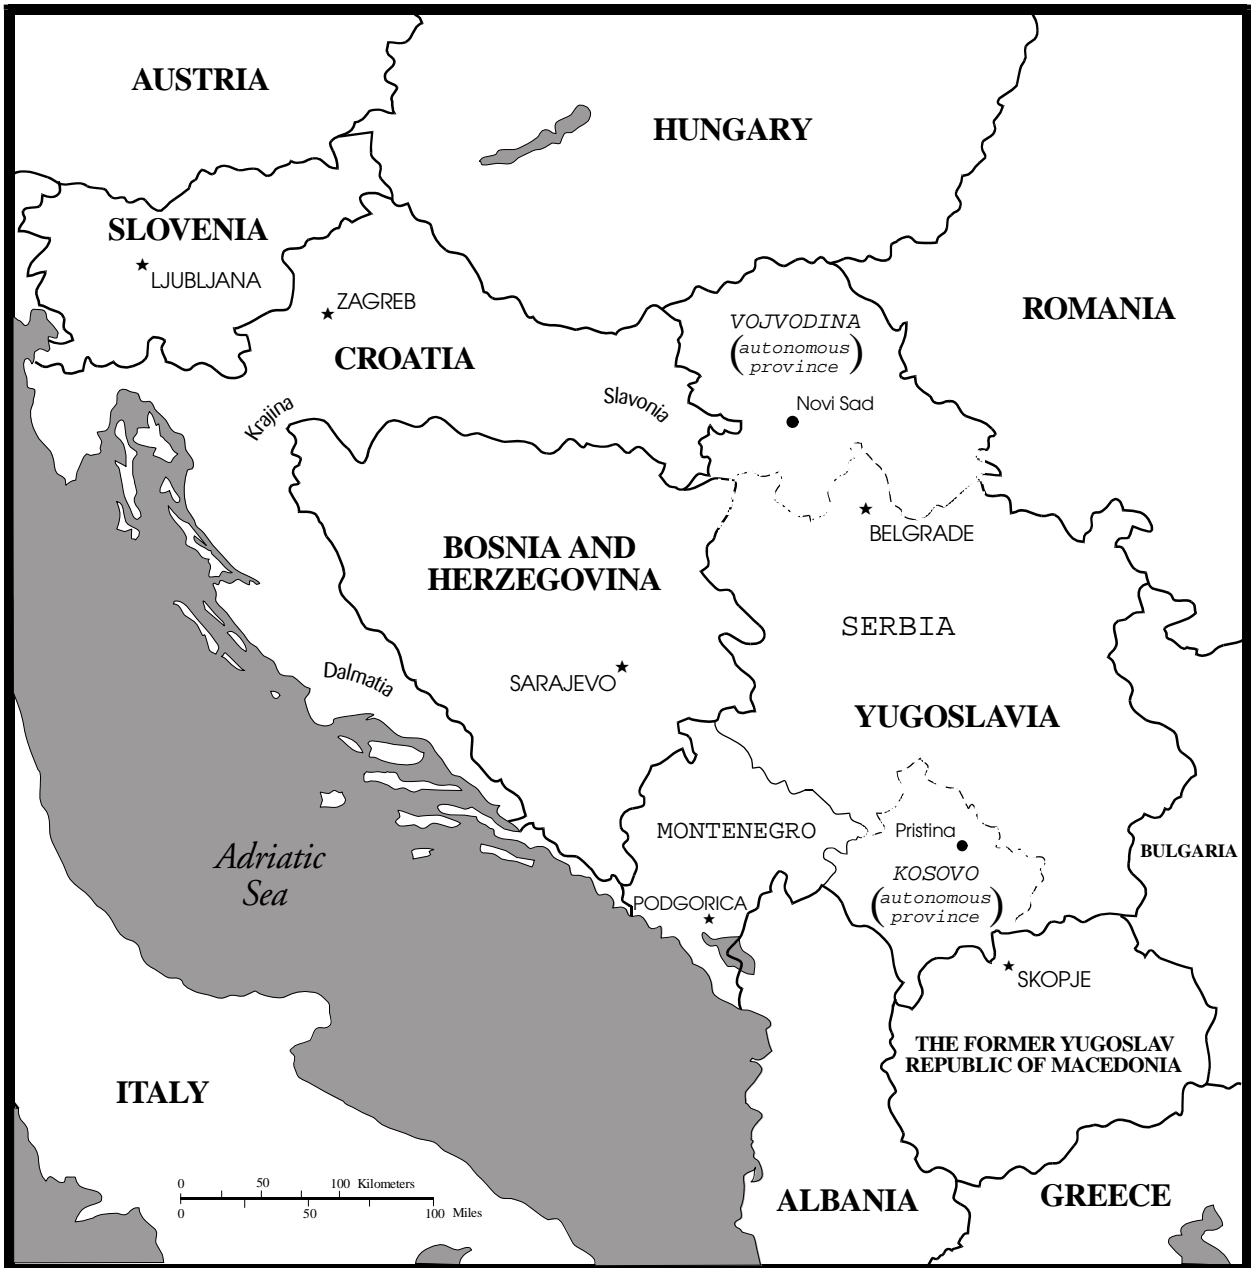 AUSTRIA
HUNGARY
SLOVENIA
LJUBLJANA
ZAGREB
CROATIA
ROMANIA
VOJVODINA
(autonomous
province)
Novi Sad
Slavonia
Krajina
BELGRADE
BOSNIA AND
HERZEGOVINA
SERBIA
SARAJEVO
Dalmatia
YUGOSLAVIA
MONTENEGRO
Pristina
KOSOVO
(autonomous
province)
BULGARIA
Adriatic
Sea
PODGORICA
SKOPJE
THE FORMER YUGOSLAV
REPUBLIC OF MACEDONIA
ITALY
ALBANIA
GREECE
0 50 100 Kilometers
0 50 100 Miles